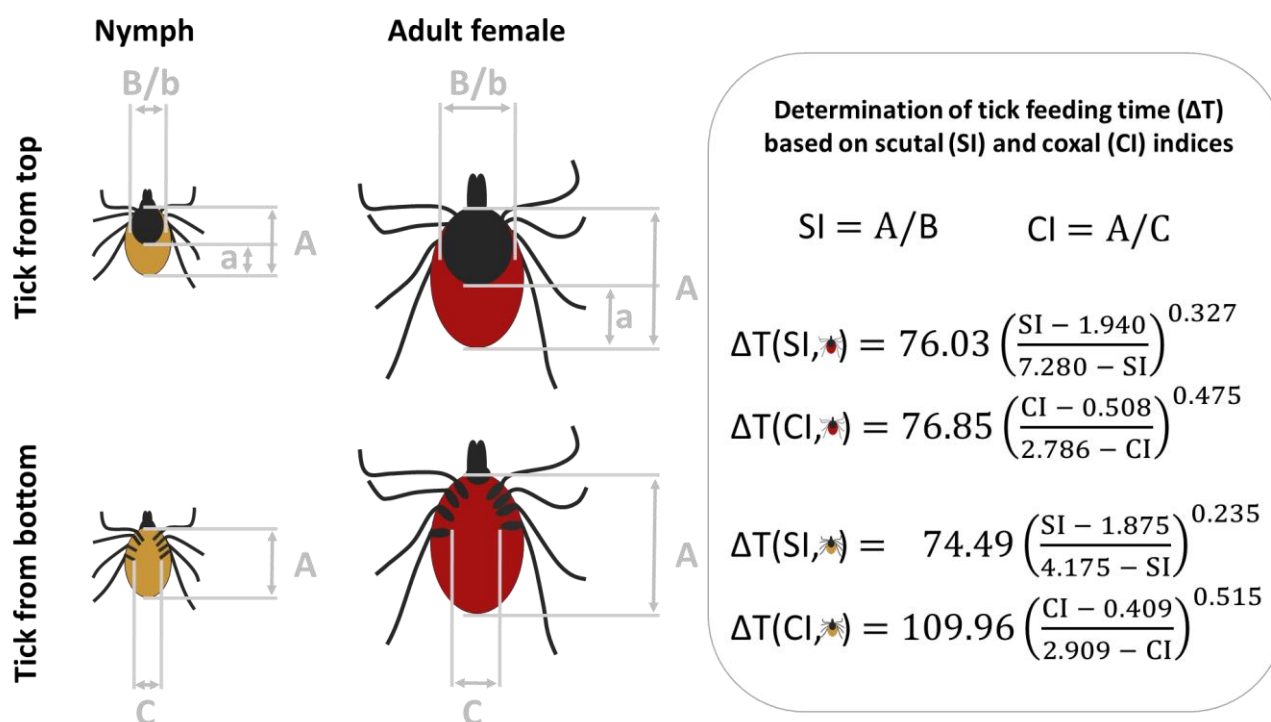 Nymph
Adult female
B/b
B/b
Tick from top
A
a
A
a
Tick from bottom
A
A
C
C
Determination of tick feeding time (ΔT)
based on scutal (SI) and coxal (CI) indices
SI = A/B CI = A/C
ΔT(SI, ) = 76.03 ((SI − 1.940)/(7.280 − SI))^0.327
ΔT(CI, ) = 76.85 ((CI − 0.508)/(2.786 − CI))^0.475
ΔT(SI, ) = 74.49 ((SI − 1.875)/(4.175 − SI))^0.235
ΔT(CI, ) = 109.96 ((CI − 0.409)/(2.909 − CI))^0.515